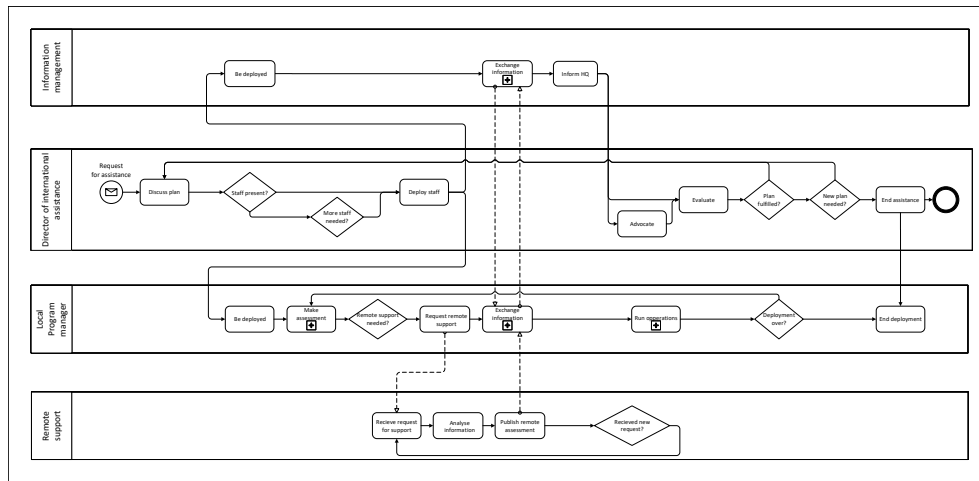 Information
management
Be deployed
Exchange
information
Inform HQ
Director of international
assistance
Request
for assistance
Discuss plan
Staff present?
More staff
needed?
Deploy staff
Advocate
Evaluate
Plan
fulfilled?
New plan
needed?
End assistance
Local
Program
manager
Be deployed
Make
assessment
Remote support
needed?
Request remote
support
Exchange
information
Run opperations
Deployment
over?
End deployment
Remote
support
Recieve request
for support
Analyse
information
Publish remote
assessment
Recieved new
request?